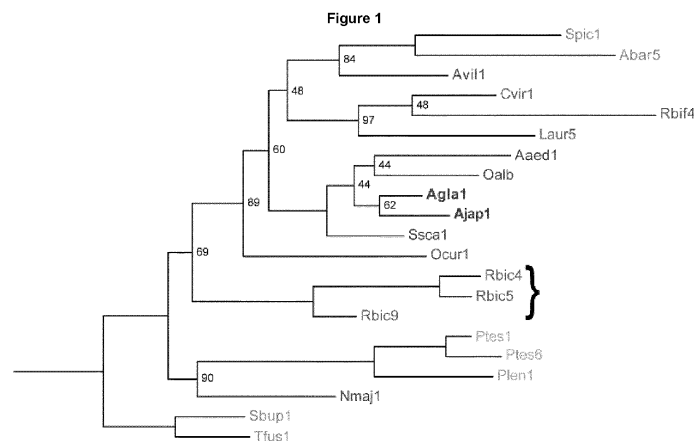 Figure 1
Spic1
84
Abar5
Avil1
48
Cvir1
48
Rbif4
97
Laur5
60
Aaed1
44
Oalb
44
Agla1
62
Ajap1
89
Ssca1
69
Ocur1
Rbic4
}
Rbic5
Rbic9
Ptes1
Ptes6
Plen1
90
Nmaj1
Sbup1
Tfus1